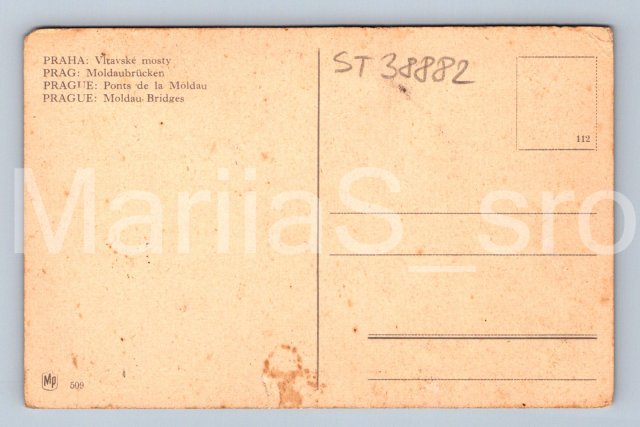 PRAHA: Vltavské mosty
PRAG: Moldaubrücken
PRAGUE: Ponts de la Moldau
PRAGUE: Moldau Bridges
ST 38882
112
MariiaS_sro
Mp 509